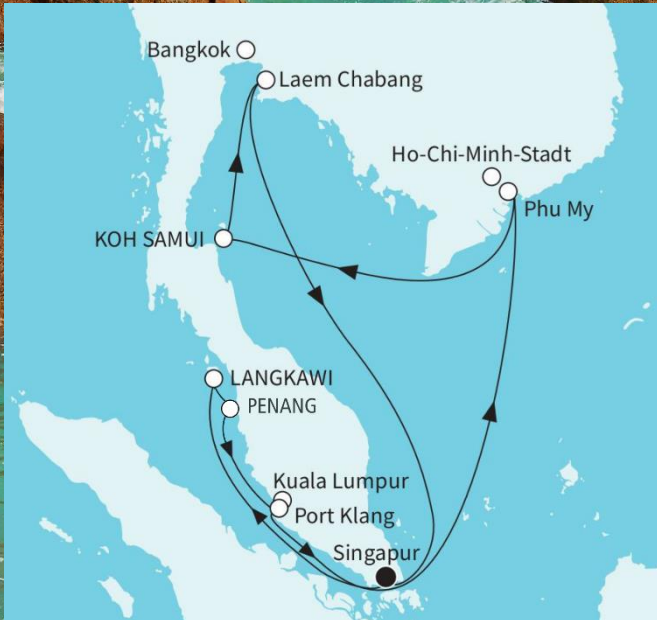 Bangkok
Laem Chabang
Ho-Chi-Minh-Stadt
Phu My
KOH SAMUI
LANGKAWI
PENANG
Kuala Lumpur
Port Klang
Singapur